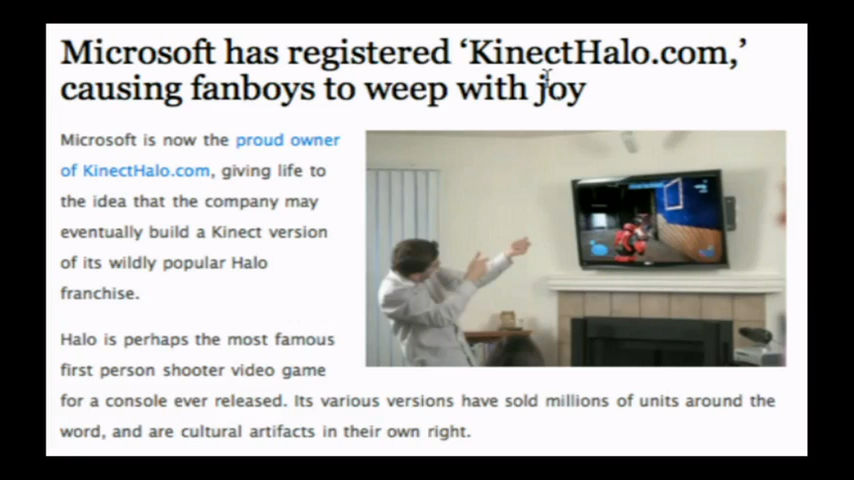 Microsoft has registered ‘KinectHalo.com,’
causing fanboys to weep with joy
Microsoft is now the proud owner
of KinectHalo.com, giving life to
the idea that the company may
eventually build a Kinect version
of its wildly popular Halo
franchise.
Halo is perhaps the most famous
first person shooter video game
for a console ever released. Its various versions have sold millions of units around the
word, and are cultural artifacts in their own right.